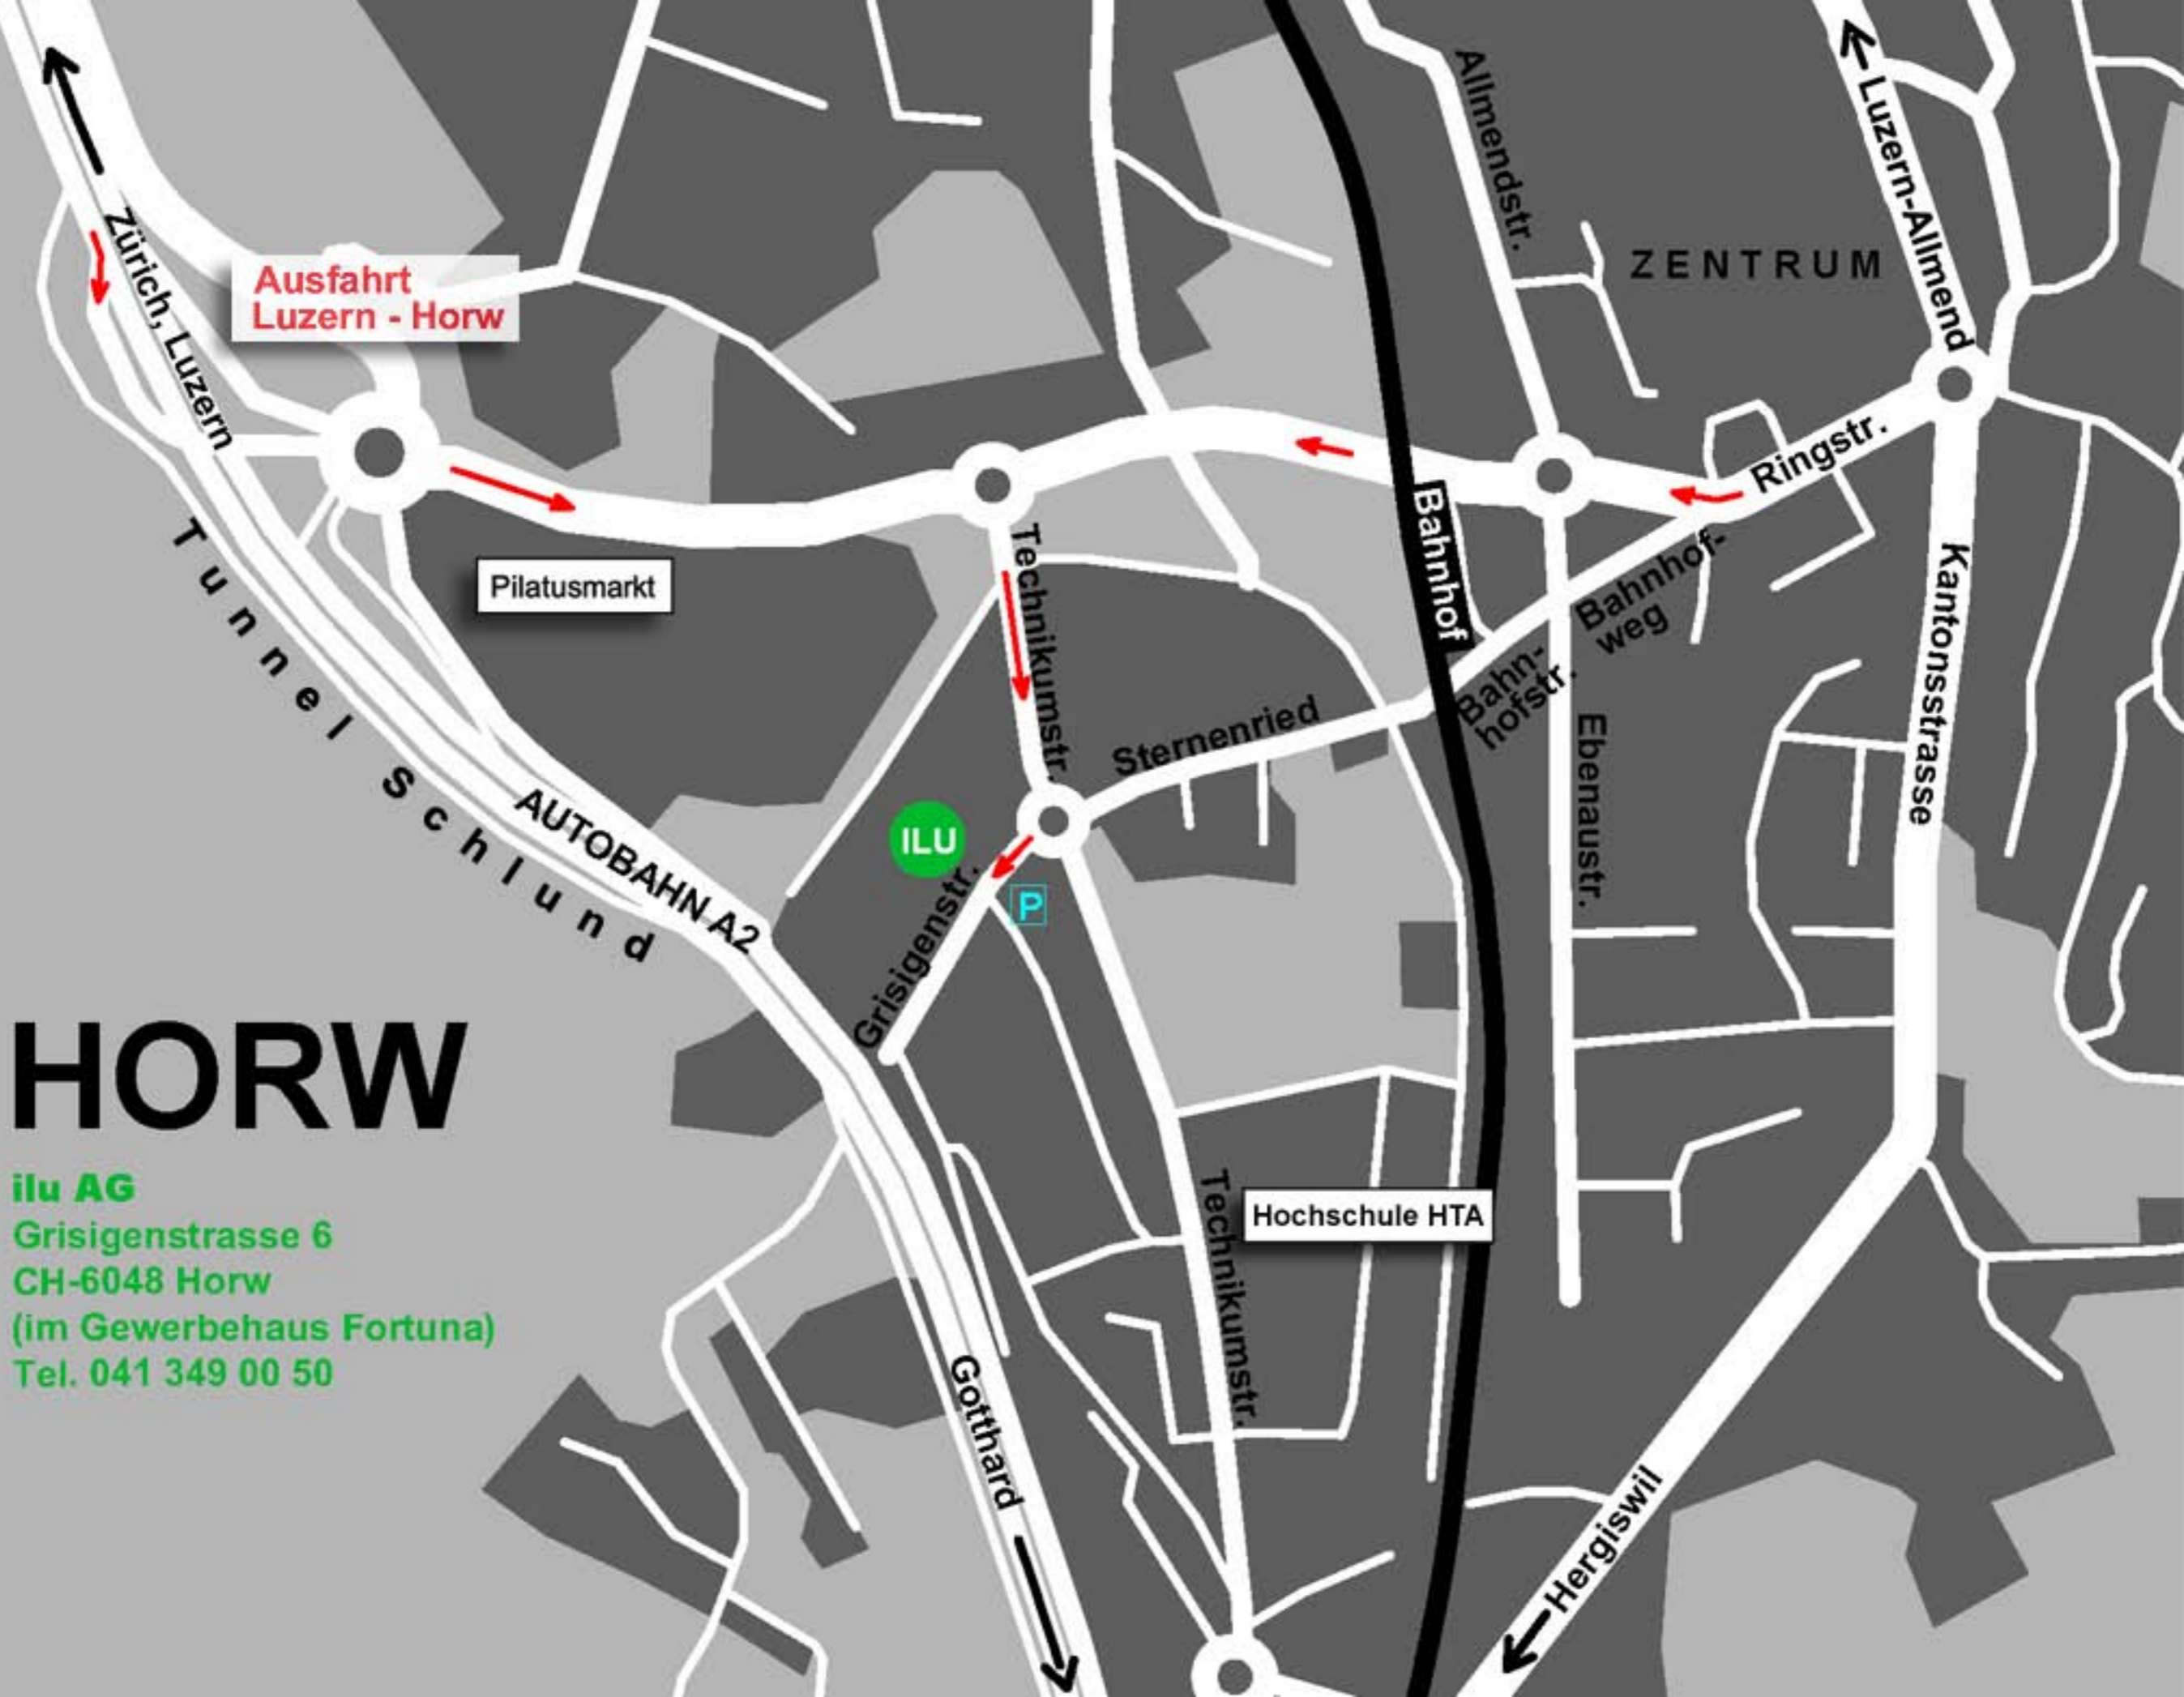 Allmendstr.
Luzern-Allmend
ZENTRUM
Zürich, Luzern
Ausfahrt
Luzern - Horw
Ringstr.
Bahnhof
Technikumstr.
Bahnhof-
weg
Kantonsstrasse
Pilatusmarkt
Tunnel Schlund
Bahn-
hofstr.
Sternenried
Ebenaustr.
AUTOBAHN A2
ILU
P
Grisigenstr.
HORW
ilu AG
Grisigenstrasse 6
CH-6048 Horw
(im Gewerbehaus Fortuna)
Tel. 041 349 00 50
Technikumstr.
Hochschule HTA
Gotthard
Hergiswil